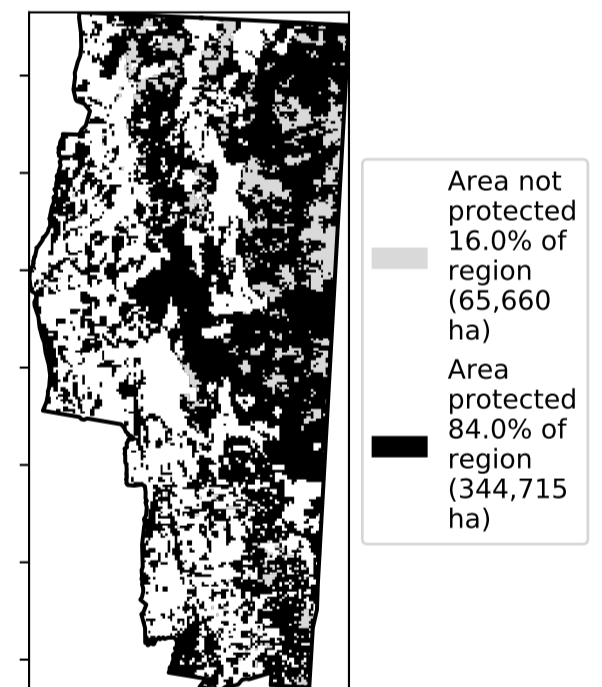 Area not
protected
16.0% of
region
(65,660
ha)
Area
protected
84.0% of
region
(344,715
ha)